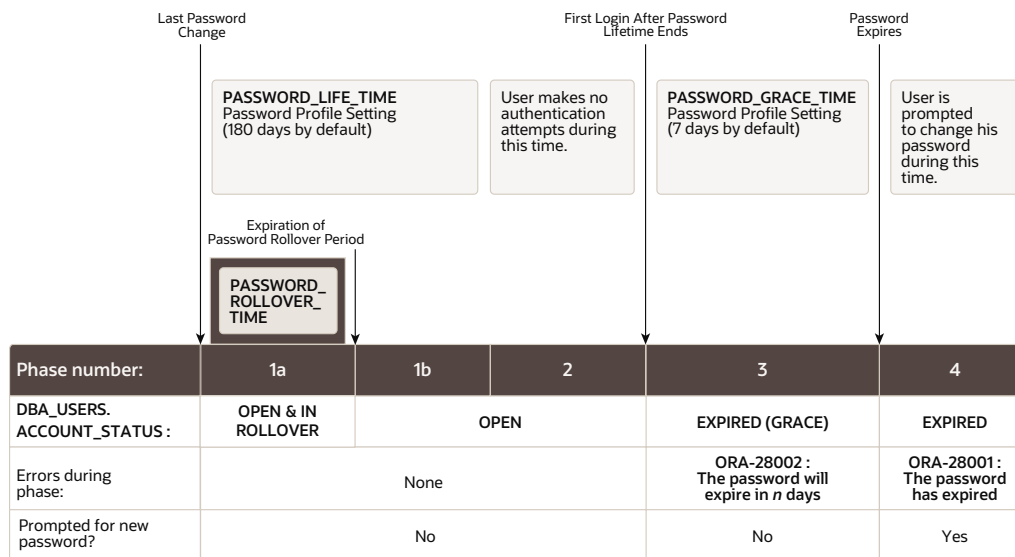 Last Password
Change
First Login After Password
Lifetime Ends
Password
Expires
PASSWORD_LIFE_TIME
Password Profile Setting
(180 days by default)
User makes no
authentication
attempts during
this time.
PASSWORD_GRACE_TIME
Password Profile Setting
(7 days by default)
User is
prompted
to change his
password
during this
time.
Expiration of
Password Rollover Period
PASSWORD_
ROLLOVER_
TIME
Phase number: 1a 1b 2 3 4
DBA_USERS.
ACCOUNT_STATUS :
OPEN & IN
ROLLOVER
OPEN
EXPIRED (GRACE)
EXPIRED
Errors during
phase:
None
ORA-28002 :
The password will
expire in n days
ORA-28001 :
The password
has expired
Prompted for new
password?
No
No
Yes